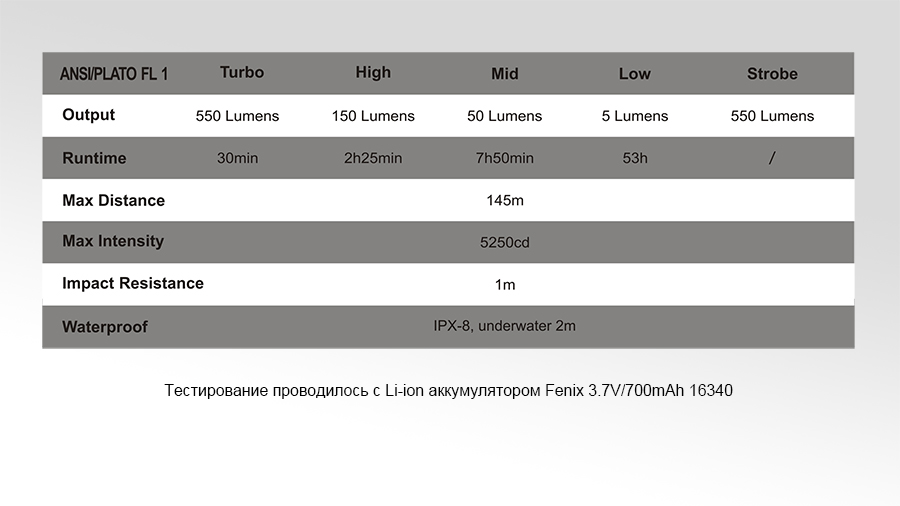 ANSI/PLATO FL 1 Turbo High Mid Low Strobe
Output 550 Lumens 150 Lumens 50 Lumens 5 Lumens 550 Lumens
Runtime 30min 2h25min 7h50min 53h /
Max Distance 145m
Max Intensity 5250cd
Impact Resistance 1m
Waterproof IPX-8, underwater 2m
Тестирование проводилось с Li-ion аккумулятором Fenix 3.7V/700mAh 16340